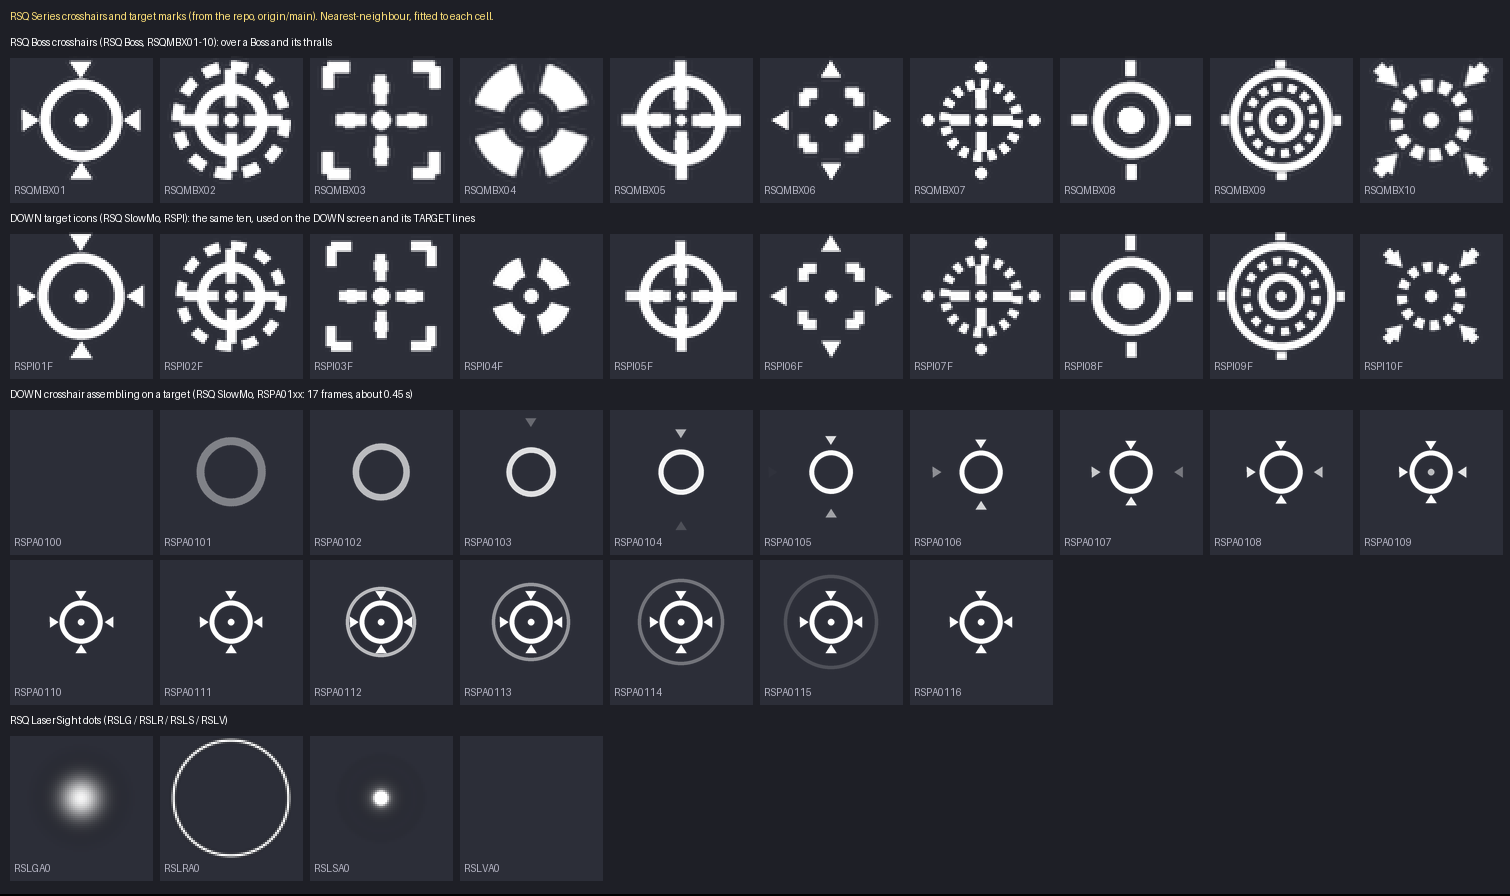 RSQ Series crosshairs and target marks (from the repo, origin/main). Nearest-neighbour, fitted to each cell.
RSQ Boss crosshairs (RSQ Boss, RSQMBX01-10): over a Boss and its thralls
RSQMBX01 RSQMBX02 RSQMBX03 RSQMBX04 RSQMBX05 RSQMBX06 RSQMBX07 RSQMBX08 RSQMBX09 RSQMBX10
DOWN target icons (RSQ SlowMo, RSPI): the same ten, used on the DOWN screen and its TARGET lines
RSPI01F RSPI02F RSPI03F RSPI04F RSPI05F RSPI06F RSPI07F RSPI08F RSPI09F RSPI10F
DOWN crosshair assembling on a target (RSQ SlowMo, RSPA01xx: 17 frames, about 0.45 s)
RSPA0100 RSPA0101 RSPA0102 RSPA0103 RSPA0104 RSPA0105 RSPA0106 RSPA0107 RSPA0108 RSPA0109
RSPA0110 RSPA0111 RSPA0112 RSPA0113 RSPA0114 RSPA0115 RSPA0116
RSQ LaserSight dots (RSLG / RSLR / RSLS / RSLV)
RSLGA0 RSLRA0 RSLSA0 RSLVA0